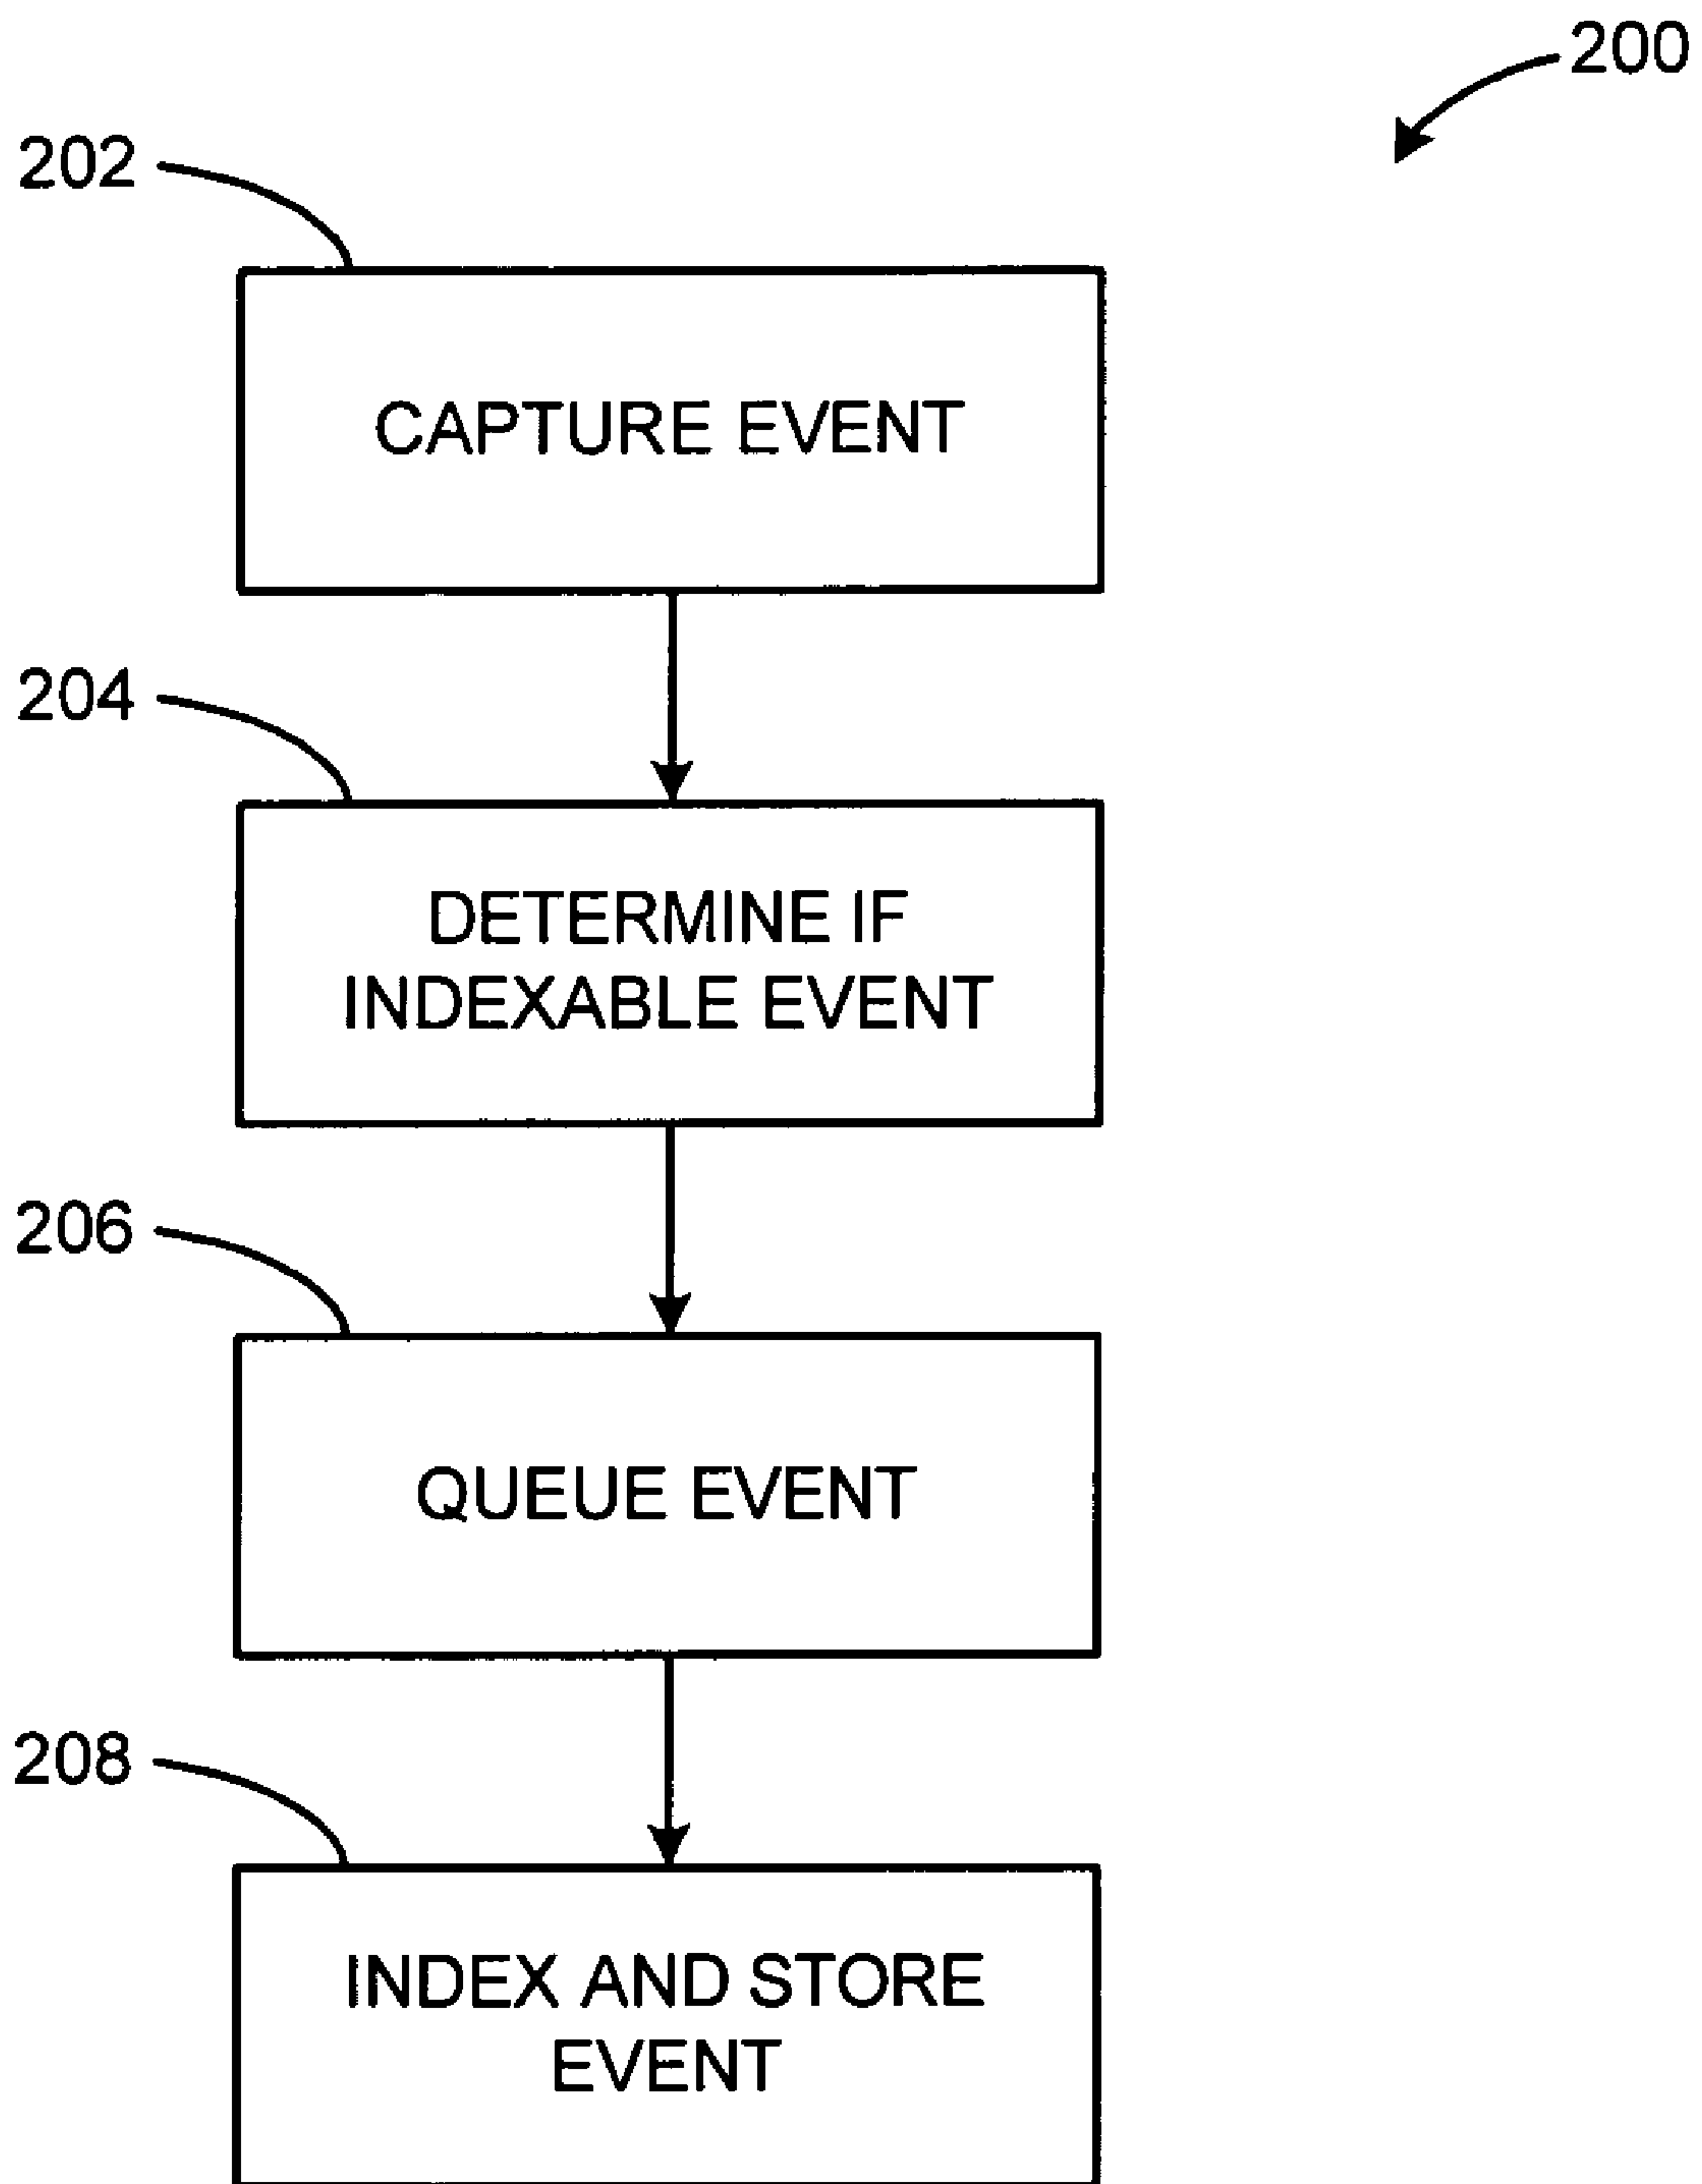 200
202
CAPTURE EVENT
204
DETERMINE IF
INDEXABLE EVENT
206
QUEUE EVENT
208
INDEX AND STORE
EVENT